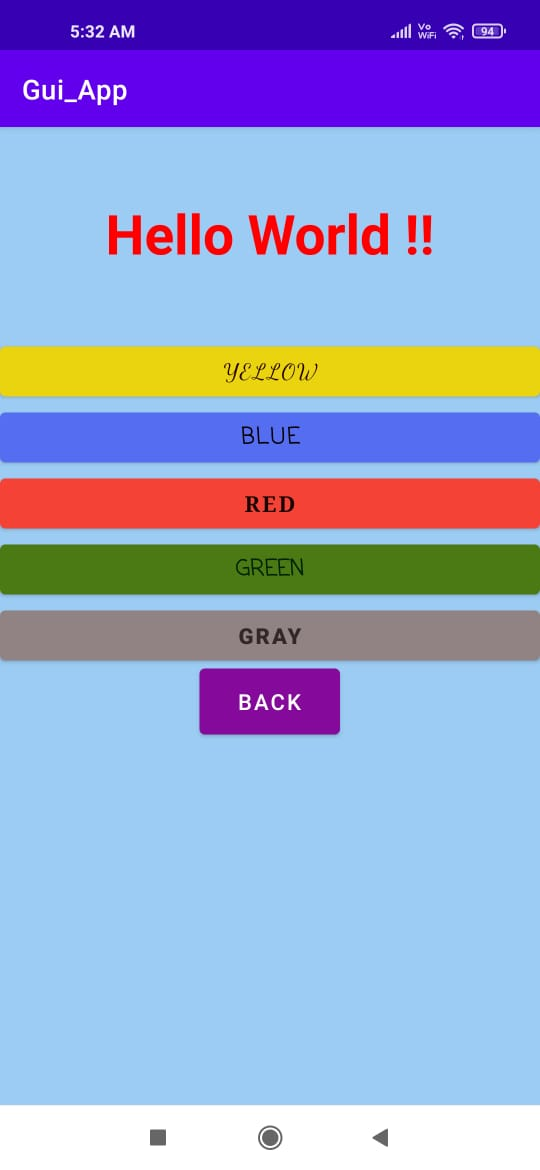 5:32 AM
Vo
WiFi
94
Gui_App
Hello World !!
YELLOW
BLUE
RED
GREEN
GRAY
BACK